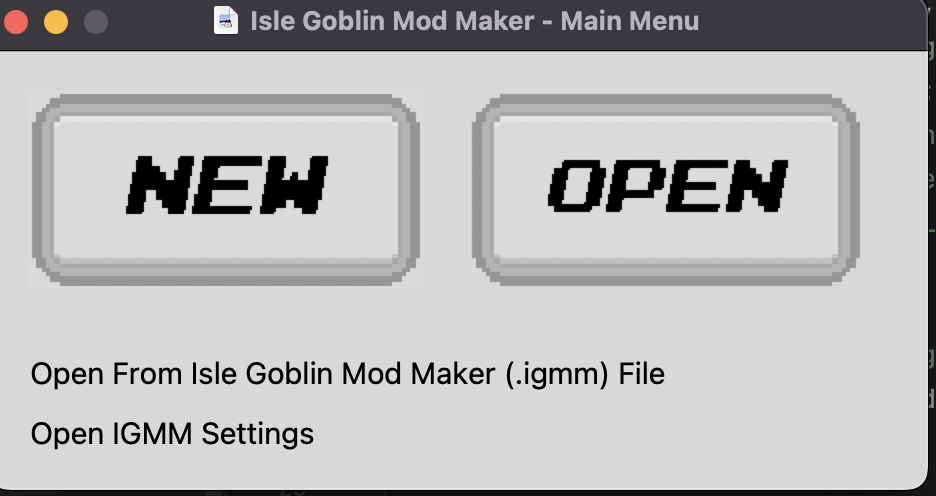 Isle Goblin Mod Maker - Main Menu
NEW
OPEN
Open From Isle Goblin Mod Maker (.igmm) File
Open IGMM Settings